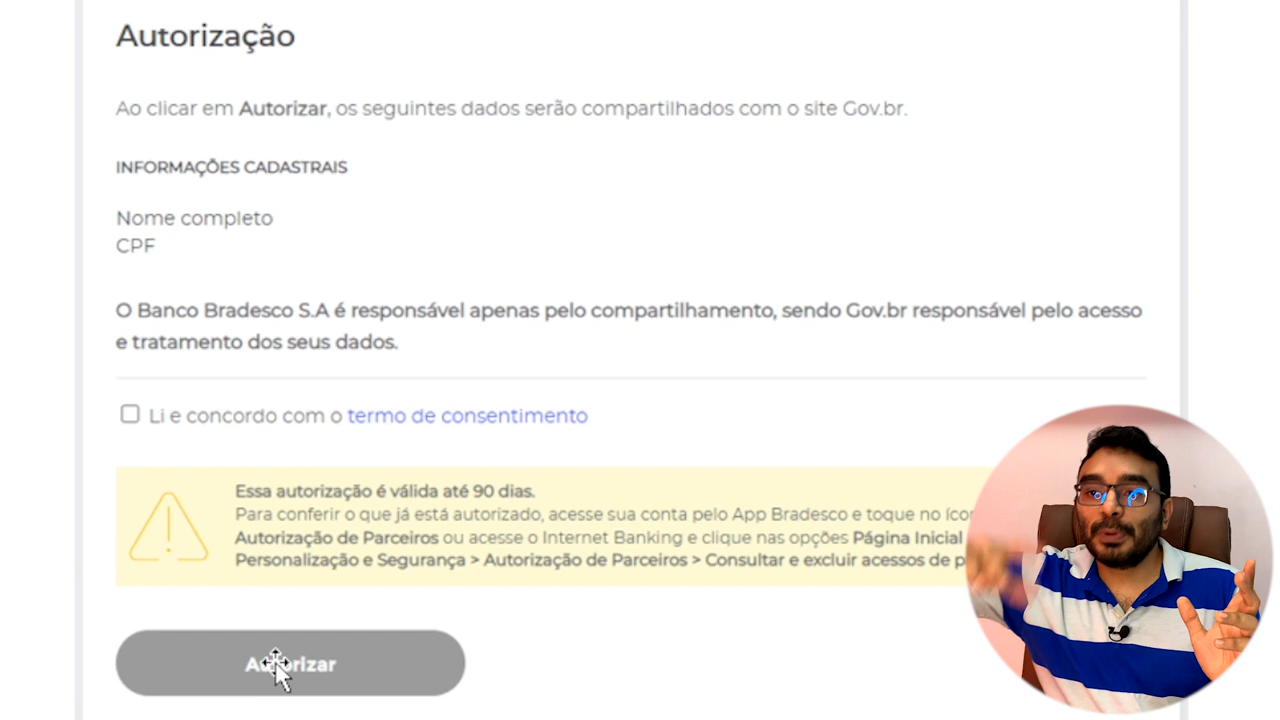 Autorização
Ao clicar em Autorizar, os seguintes dados serão compartilhados com o site Gov.br.
INFORMAÇÕES CADASTRAIS
Nome completo
CPF
O Banco Bradesco S.A é responsável apenas pelo compartilhamento, sendo Gov.br responsável pelo acesso
e tratamento dos seus dados.
Li e concordo com o termo de consentimento
Essa autorização é válida até 90 dias.
Para conferir o que já está autorizado, acesse sua conta pelo App Bradesco e toque no
Autorização de Parceiros ou acesse o Internet Banking e clique nas opções Página Inicial
Personalização e Segurança > Autorização de Parceiros > Consultar e excluir acessos de
Autorizar